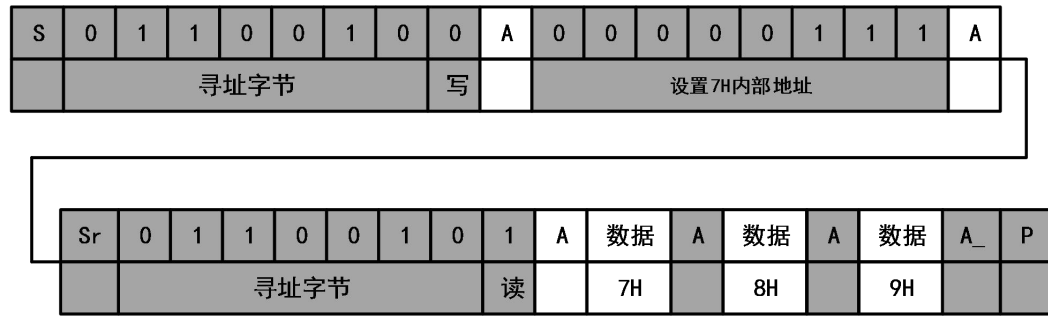 S 0 1 1 0 0 1 0 0 A 0 0 0 0 0 1 1 1 A
寻址字节 写 设置7H内部地址
Sr 0 1 1 0 0 1 0 1 A 数据 A 数据 A 数据 A_ P
寻址字节 读 7H 8H 9H